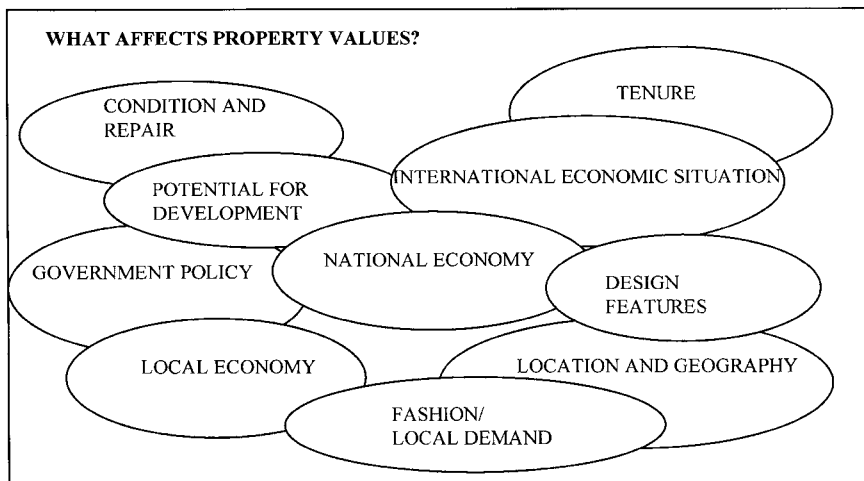 WHAT AFFECTS PROPERTY VALUES?
CONDITION AND
REPAIR
TENURE
POTENTIAL FOR
DEVELOPMENT
INTERNATIONAL ECONOMIC SITUATION
GOVERNMENT POLICY
NATIONAL ECONOMY
DESIGN
FEATURES
LOCAL ECONOMY
LOCATION AND GEOGRAPHY
FASHION/
LOCAL DEMAND